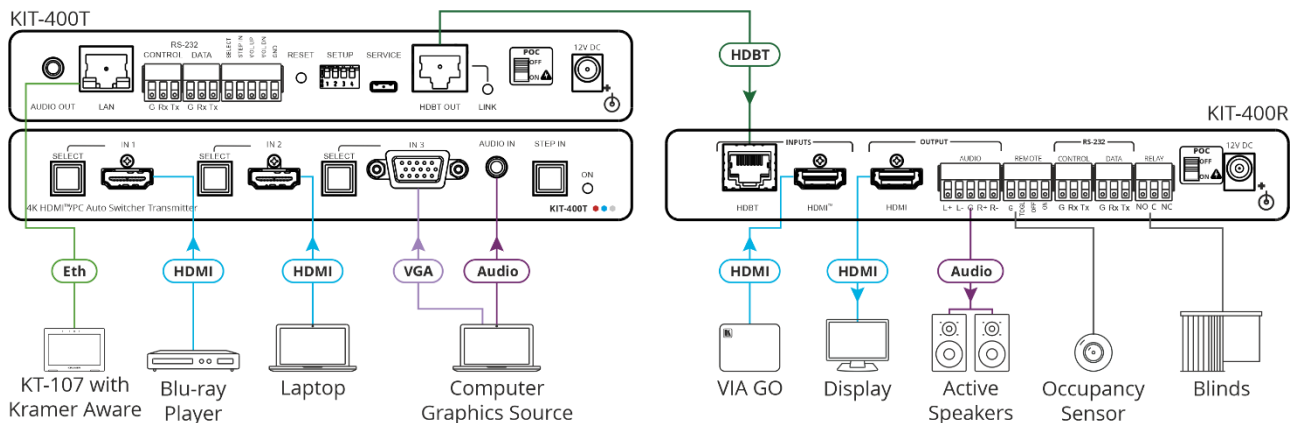 KIT-400T
RS-232
CONTROL DATA
SELECT
STEP IN
VOL UP
VOL DN
GND
RESET
SETUP
SERVICE
POC
OFF
ON
12V DC
1 2 3 4
G Rx Tx G Rx Tx
AUDIO OUT
LAN
HDBT OUT
LINK
HDBT
IN 1
IN 2
IN 3
AUDIO IN
STEP IN
SELECT
SELECT
SELECT
ON
4K HDMI™/PC Auto Switcher Transmitter
KIT-400T
KIT-400R
INPUTS
OUTPUT
RS-232
AUDIO
REMOTE
CONTROL
DATA
RELAY
POC
OFF
ON
12V DC
HDBT
HDMI™
HDMI
L+ L- G R+ R-
G
TOGL
OFF
ON
G Rx Tx
G Rx Tx
NO C NC
Eth
HDMI
HDMI
VGA
Audio
HDMI
HDMI
Audio
KT-107 with
Kramer Aware
Blu-ray
Player
Laptop
Computer
Graphics Source
VIA GO
Display
Active
Speakers
Occupancy
Sensor
Blinds